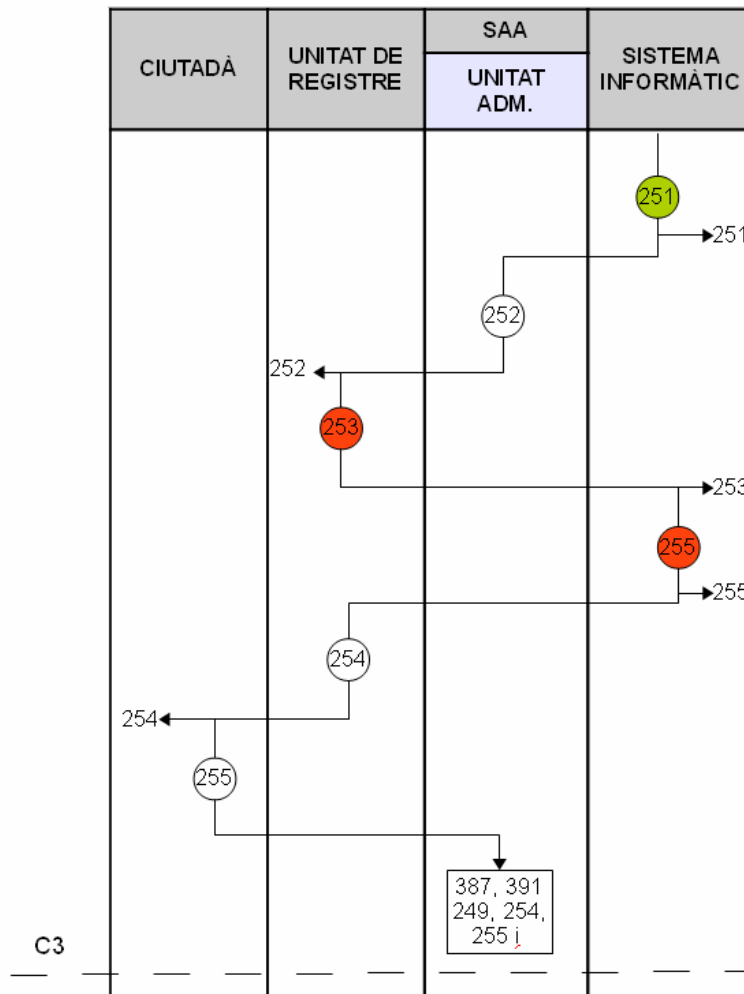 CIUTADÀ
UNITAT DE
REGISTRE
SAA
UNITAT
ADM.
SISTEMA
INFORMÀTIC
251
251
252
252
253
253
255
255
254
254
255
387, 391
249, 254,
255 i
C3